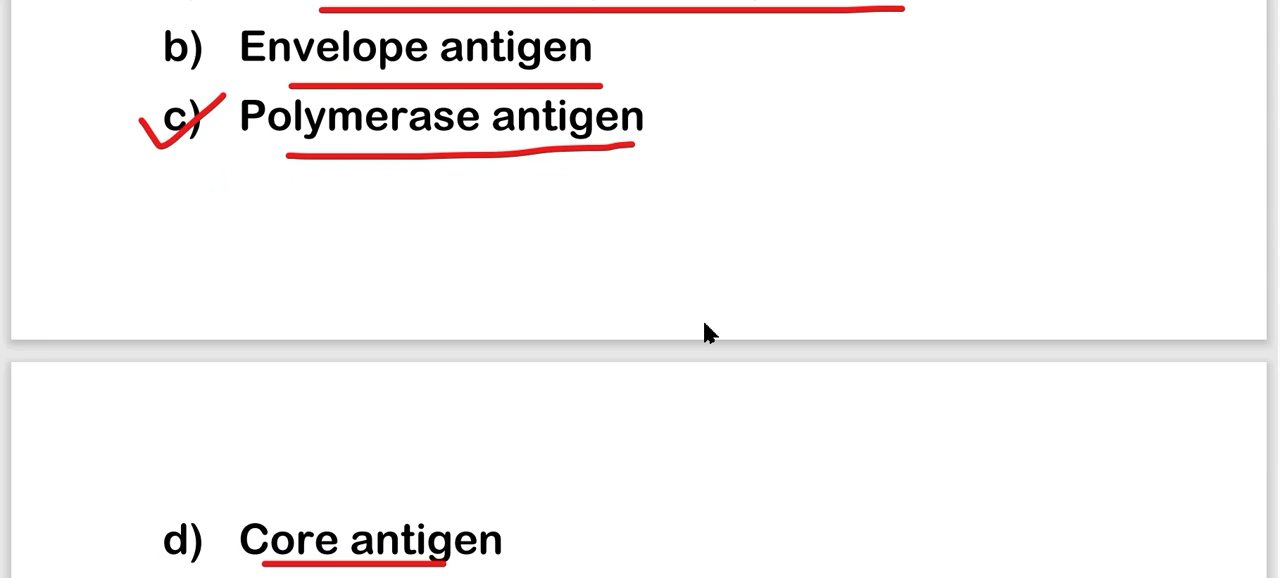 b) Envelope antigen
c) Polymerase antigen
d) Core antigen